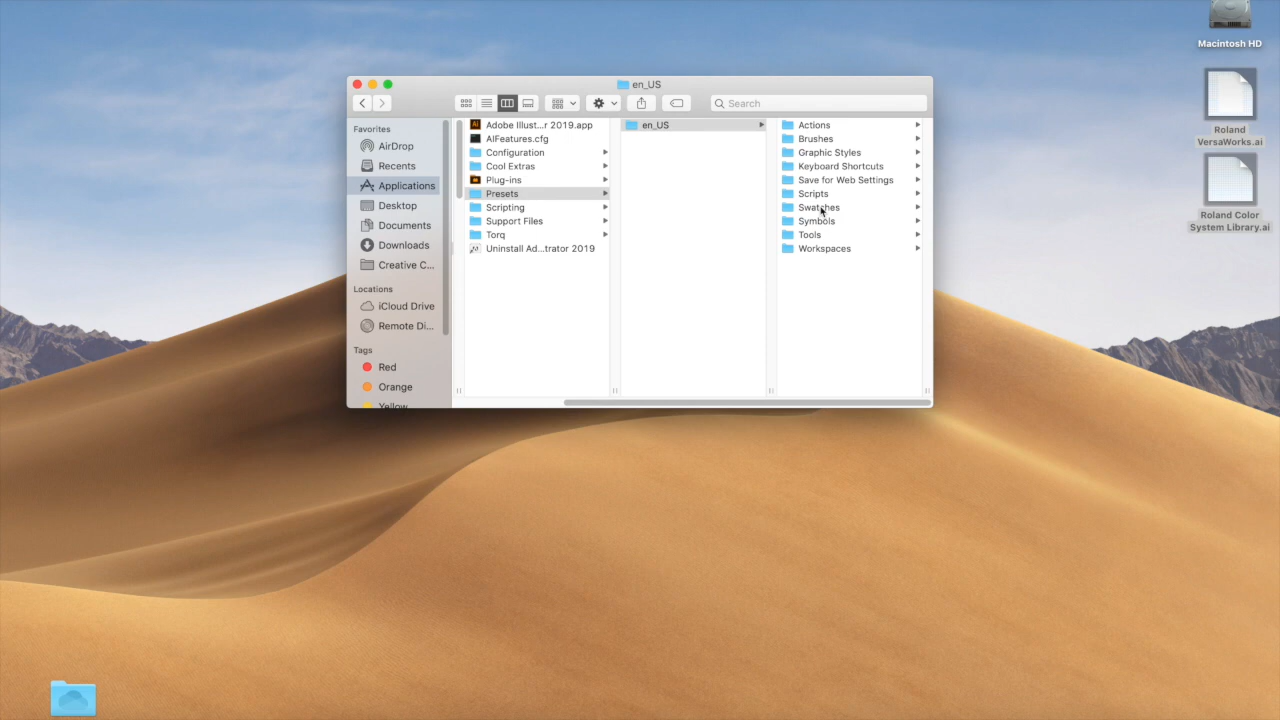 Macintosh HD
en_US
Search
Favorites
AirDrop
Recents
Applications
Desktop
Documents
Downloads
Creative C...
Locations
iCloud Drive
Remote Di...
Tags
Red
Orange
Yellow
Adobe Illust...r 2019.app
AIFeatures.cfg
Configuration
Cool Extras
Plug-ins
Presets
Scripting
Support Files
Torq
Uninstall Ad...trator 2019
en_US
Actions
Brushes
Graphic Styles
Keyboard Shortcuts
Save for Web Settings
Scripts
Swatches
Symbols
Tools
Workspaces
Roland
VersaWorks.ai
Roland Color
System Library.ai